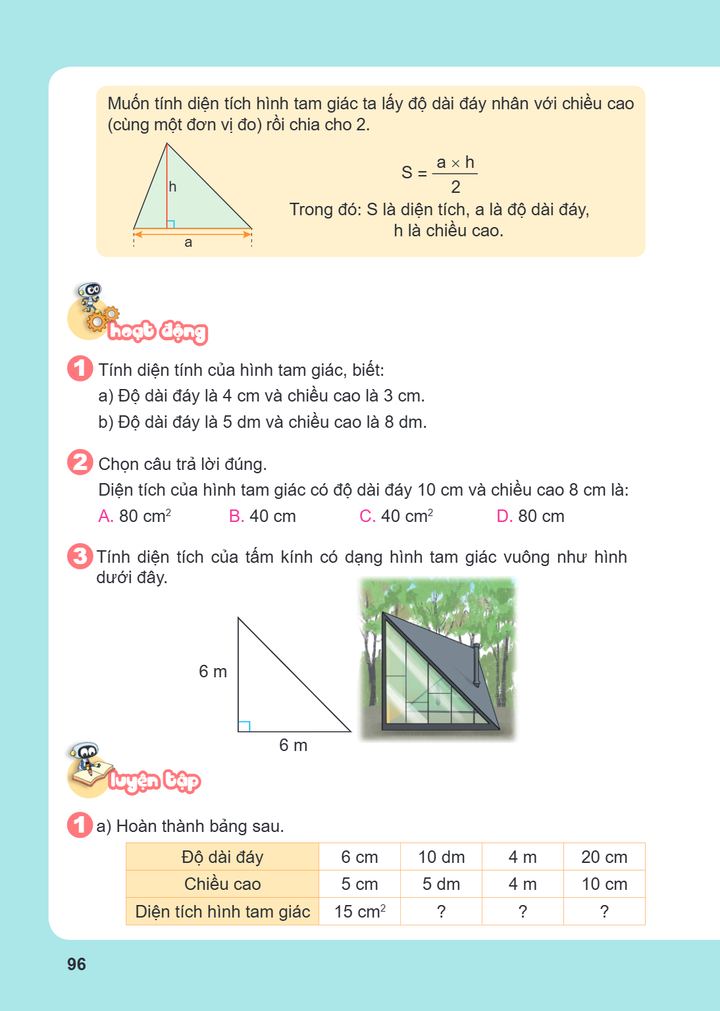 Muốn tính diện tích hình tam giác ta lấy độ dài đáy nhân với chiều cao
(cùng một đơn vị đo) rồi chia cho 2.
h
a
S = a × h / 2
Trong đó: S là diện tích, a là độ dài đáy,
h là chiều cao.
hoạt động
1 Tính diện tính của hình tam giác, biết:
a) Độ dài đáy là 4 cm và chiều cao là 3 cm.
b) Độ dài đáy là 5 dm và chiều cao là 8 dm.
2 Chọn câu trả lời đúng.
Diện tích của hình tam giác có độ dài đáy 10 cm và chiều cao 8 cm là:
A. 80 cm² B. 40 cm C. 40 cm² D. 80 cm
3 Tính diện tích của tấm kính có dạng hình tam giác vuông như hình
dưới đây.
6 m
6 m
luyện tập
1 a) Hoàn thành bảng sau.
Độ dài đáy 6 cm 10 dm 4 m 20 cm
Chiều cao 5 cm 5 dm 4 m 10 cm
Diện tích hình tam giác 15 cm² ? ? ?
96